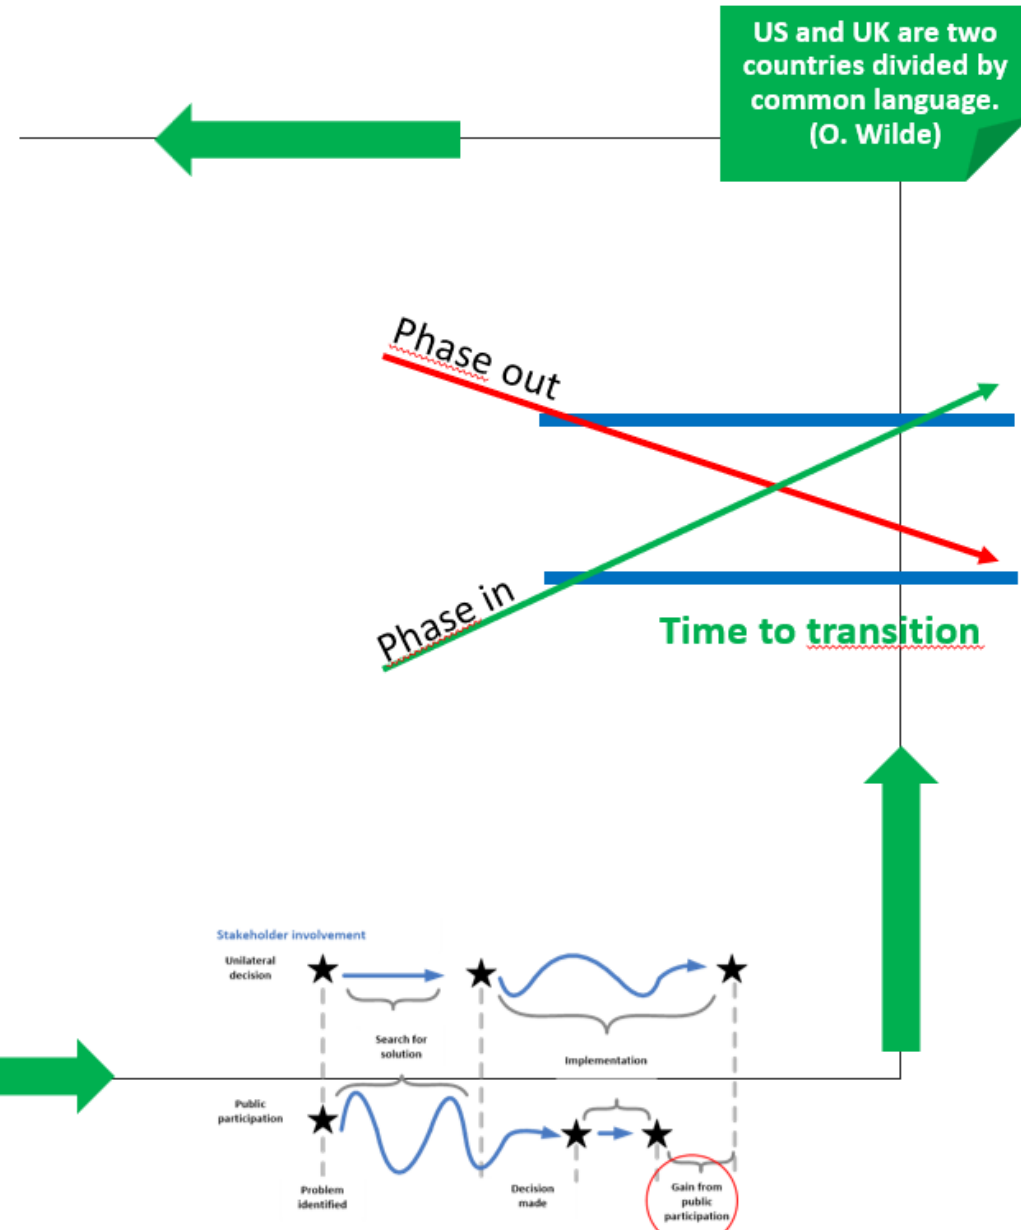 US and UK are two
countries divided by
common language.
(O. Wilde)
Phase out
Phase in
Time to transition
Stakeholder involvement
Unilateral
decision
Search for
solution
Implementation
Public
participation
Problem
identified
Decision
made
Gain from
public
participation